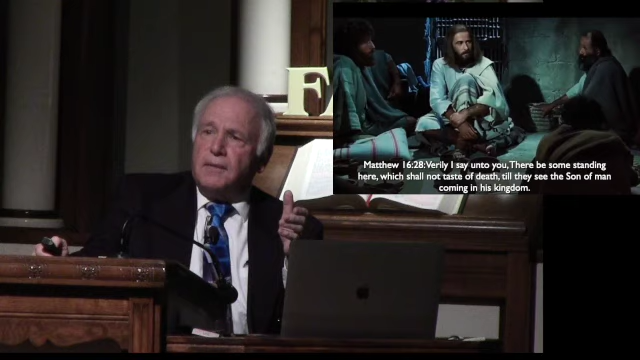 F
Matthew 16:28: Verily I say unto you, There be some standing
here, which shall not taste of death, till they see the Son of man
coming in his kingdom.